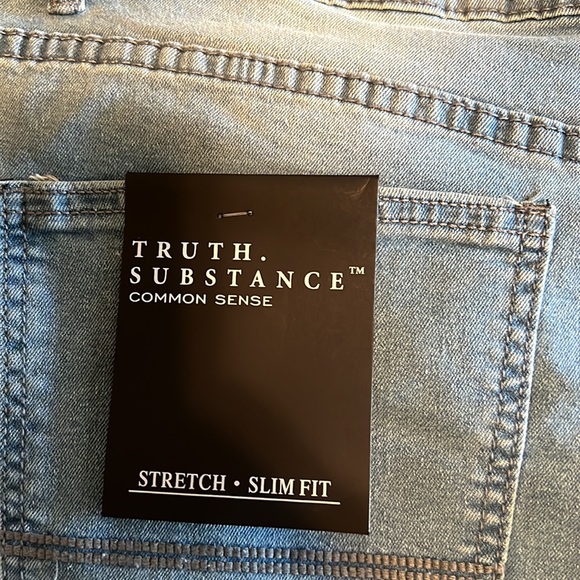 TRUTH.
SUBSTANCE™
COMMON SENSE
STRETCH • SLIM FIT